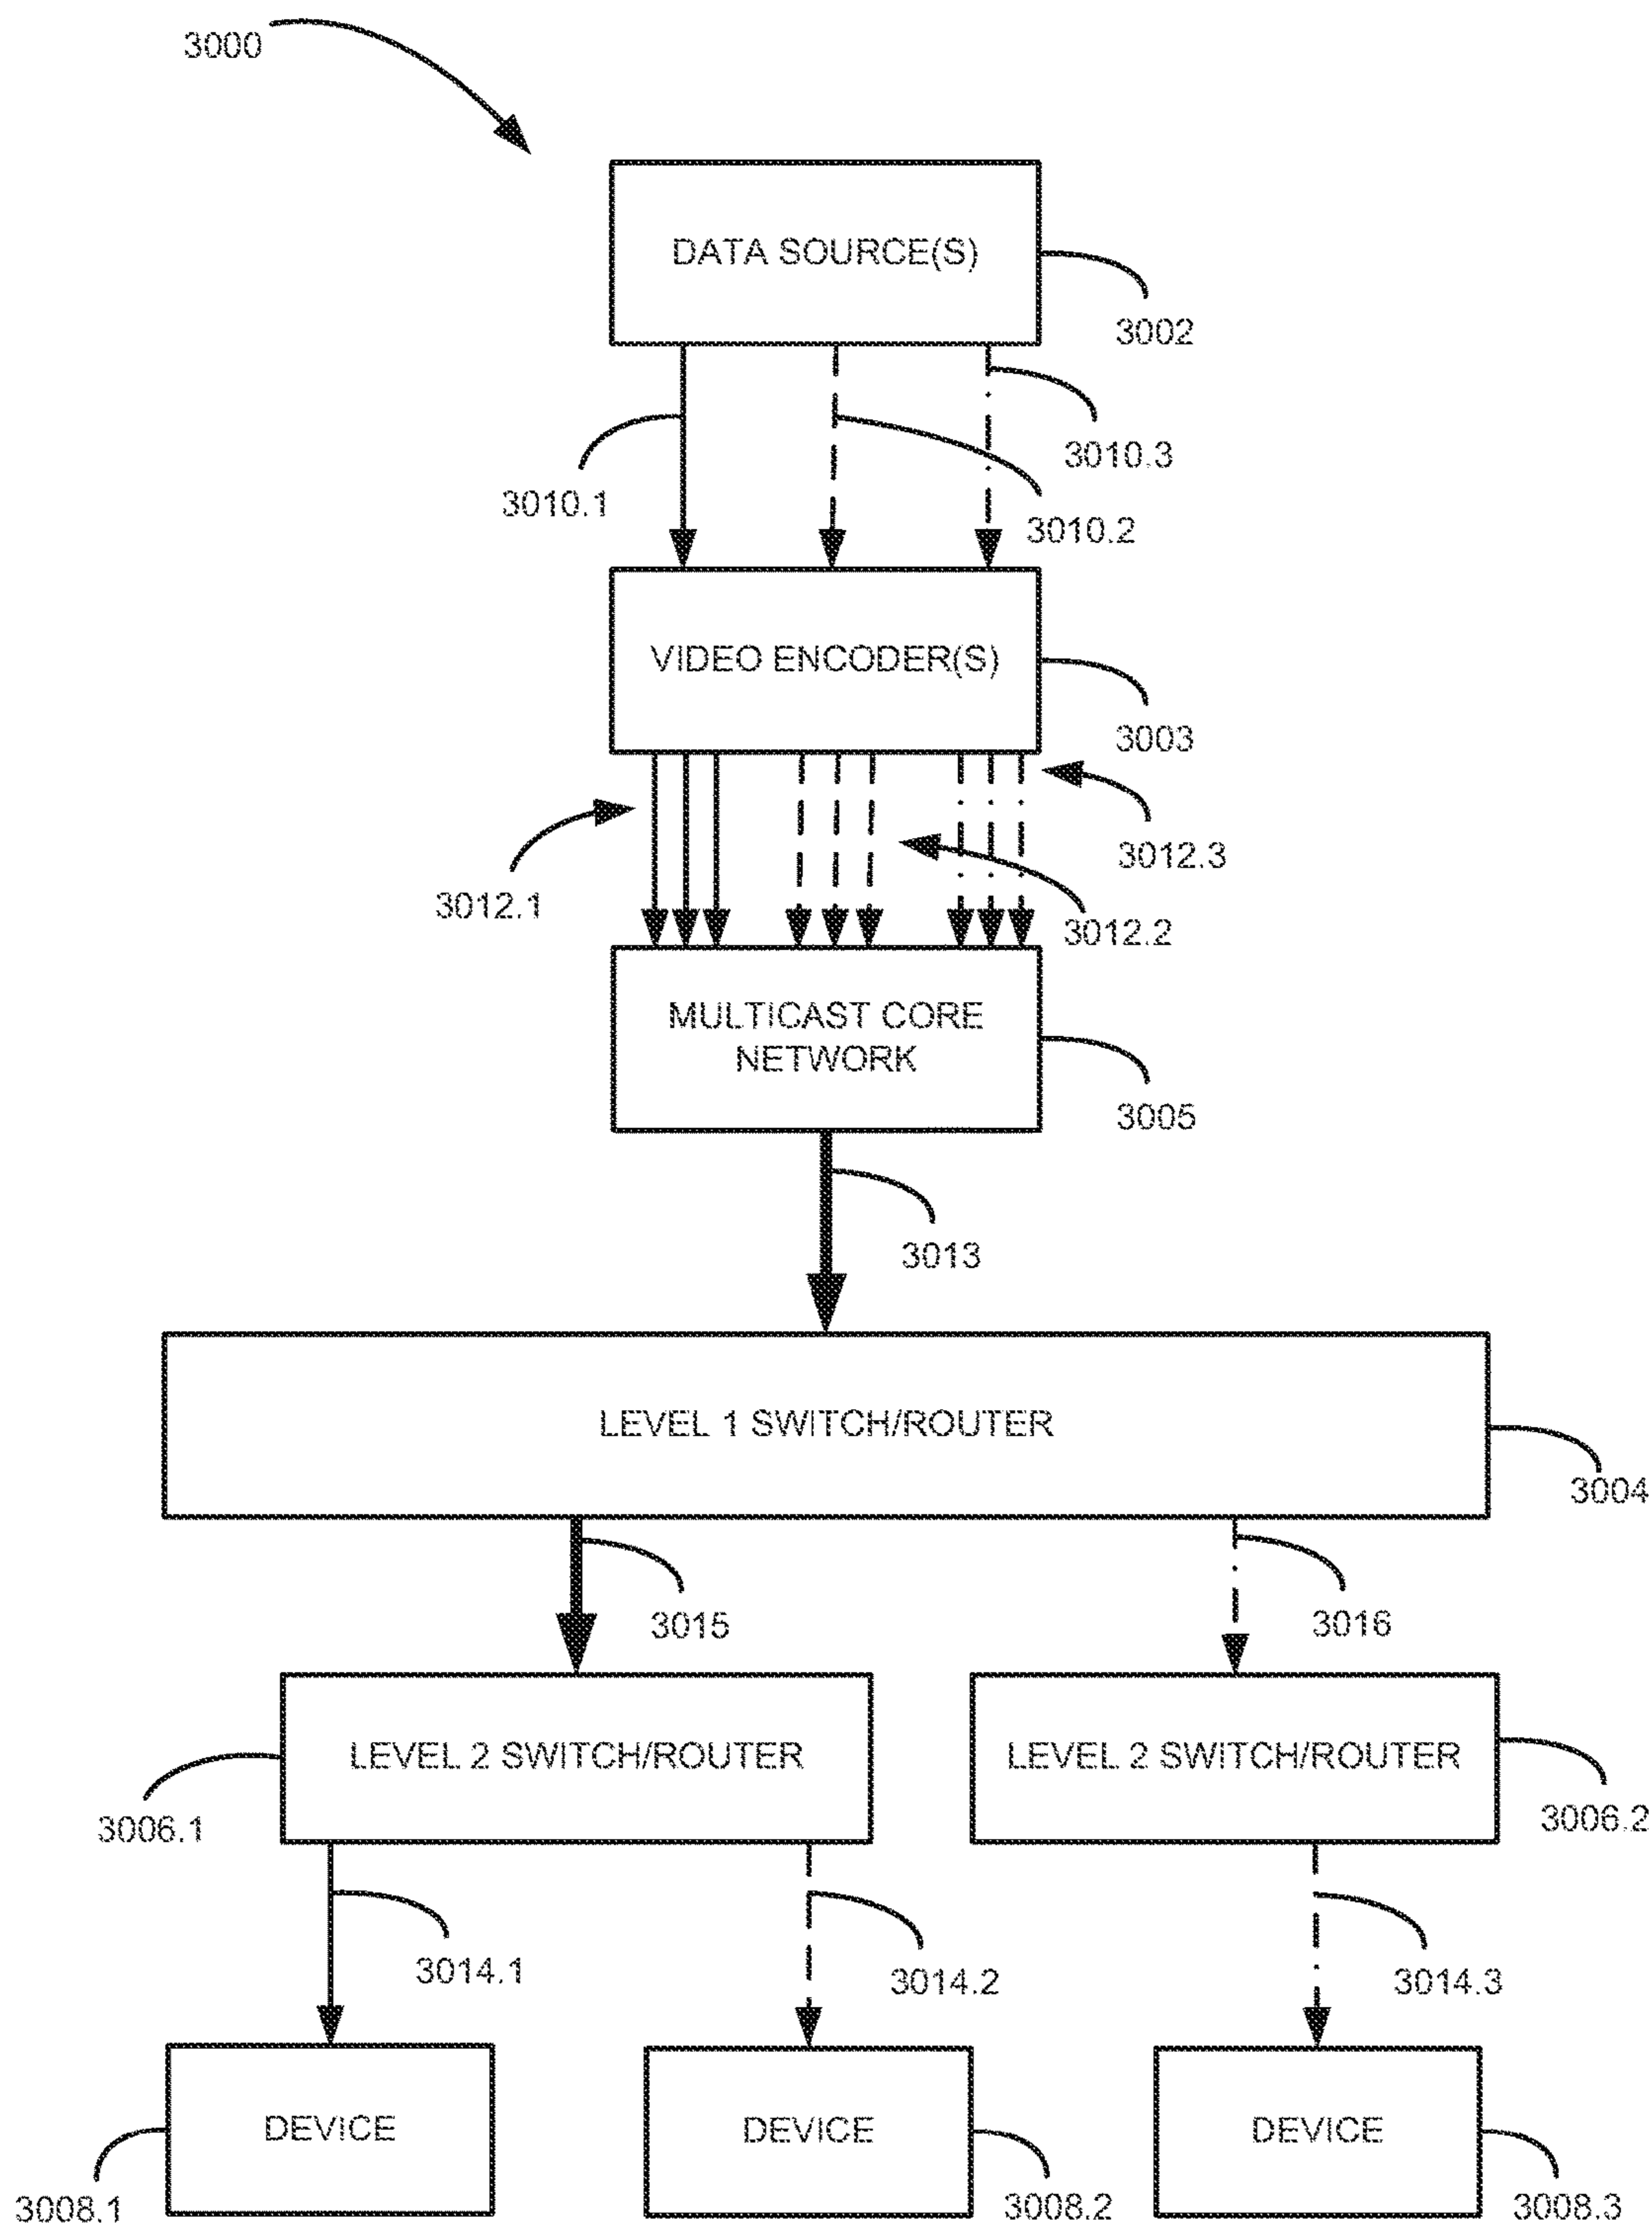 3000
DATA SOURCE(S)
3002
3010.3
3010.1
3010.2
VIDEO ENCODER(S)
3003
3012.3
3012.1
3012.2
MULTICAST CORE
NETWORK
3005
3013
LEVEL 1 SWITCH/ROUTER
3004
3015
3016
LEVEL 2 SWITCH/ROUTER
LEVEL 2 SWITCH/ROUTER
3006.1
3006.2
3014.1
3014.2
3014.3
DEVICE
DEVICE
DEVICE
3008.1
3008.2
3008.3